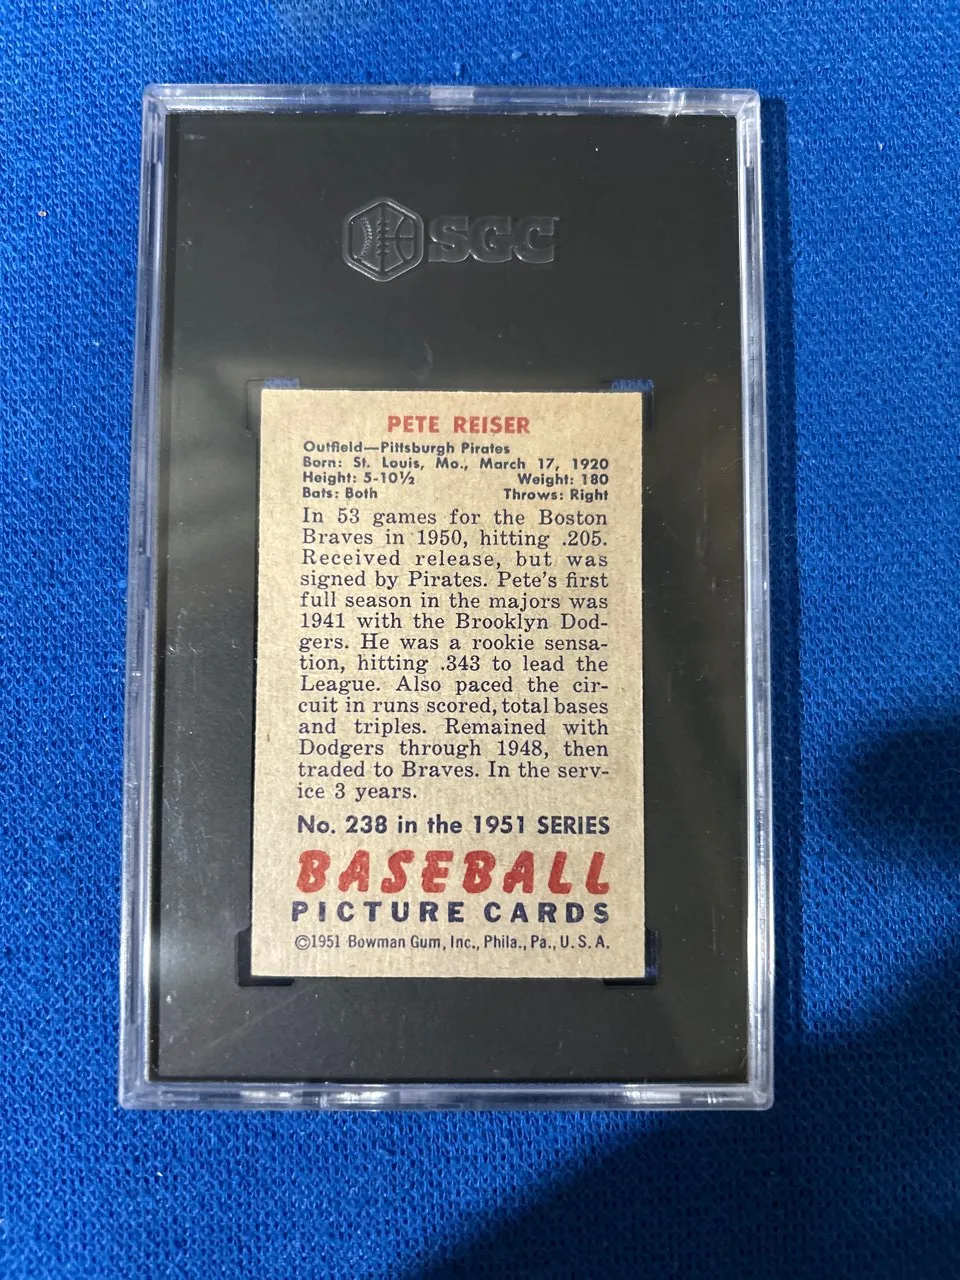 SGC
PETE REISER
Outfield—Pittsburgh Pirates
Born: St. Louis, Mo., March 17, 1920
Height: 5-10½ Weight: 180
Bats: Both Throws: Right
In 53 games for the Boston
Braves in 1950, hitting .205.
Received release, but was
signed by Pirates. Pete's first
full season in the majors was
1941 with the Brooklyn Dod-
gers. He was a rookie sensa-
tion, hitting .343 to lead the
League. Also paced the cir-
cuit in runs scored, total bases
and triples. Remained with
Dodgers through 1948, then
traded to Braves. In the serv-
ice 3 years.
No. 238 in the 1951 SERIES
BASEBALL
PICTURE CARDS
©1951 Bowman Gum, Inc., Phila., Pa., U. S. A.